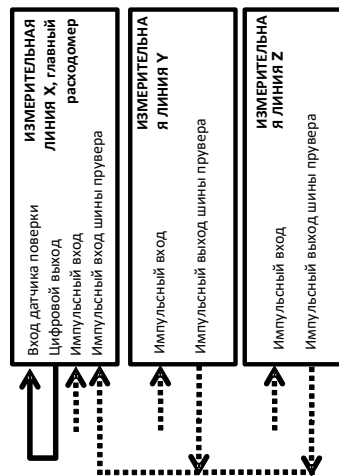 ИЗМЕРИТЕЛЬНАЯ
ЛИНИЯ X, главный
расходомер
Вход датчика поверки
Цифровой выход
Импульсный вход
Импульсный вход шины прувера
ИЗМЕРИТЕЛЬНА
Я ЛИНИЯ Y
Импульсный вход
Импульсный выход шины прувера
ИЗМЕРИТЕЛЬНА
Я ЛИНИЯ Z
Импульсный вход
Импульсный выход шины прувера